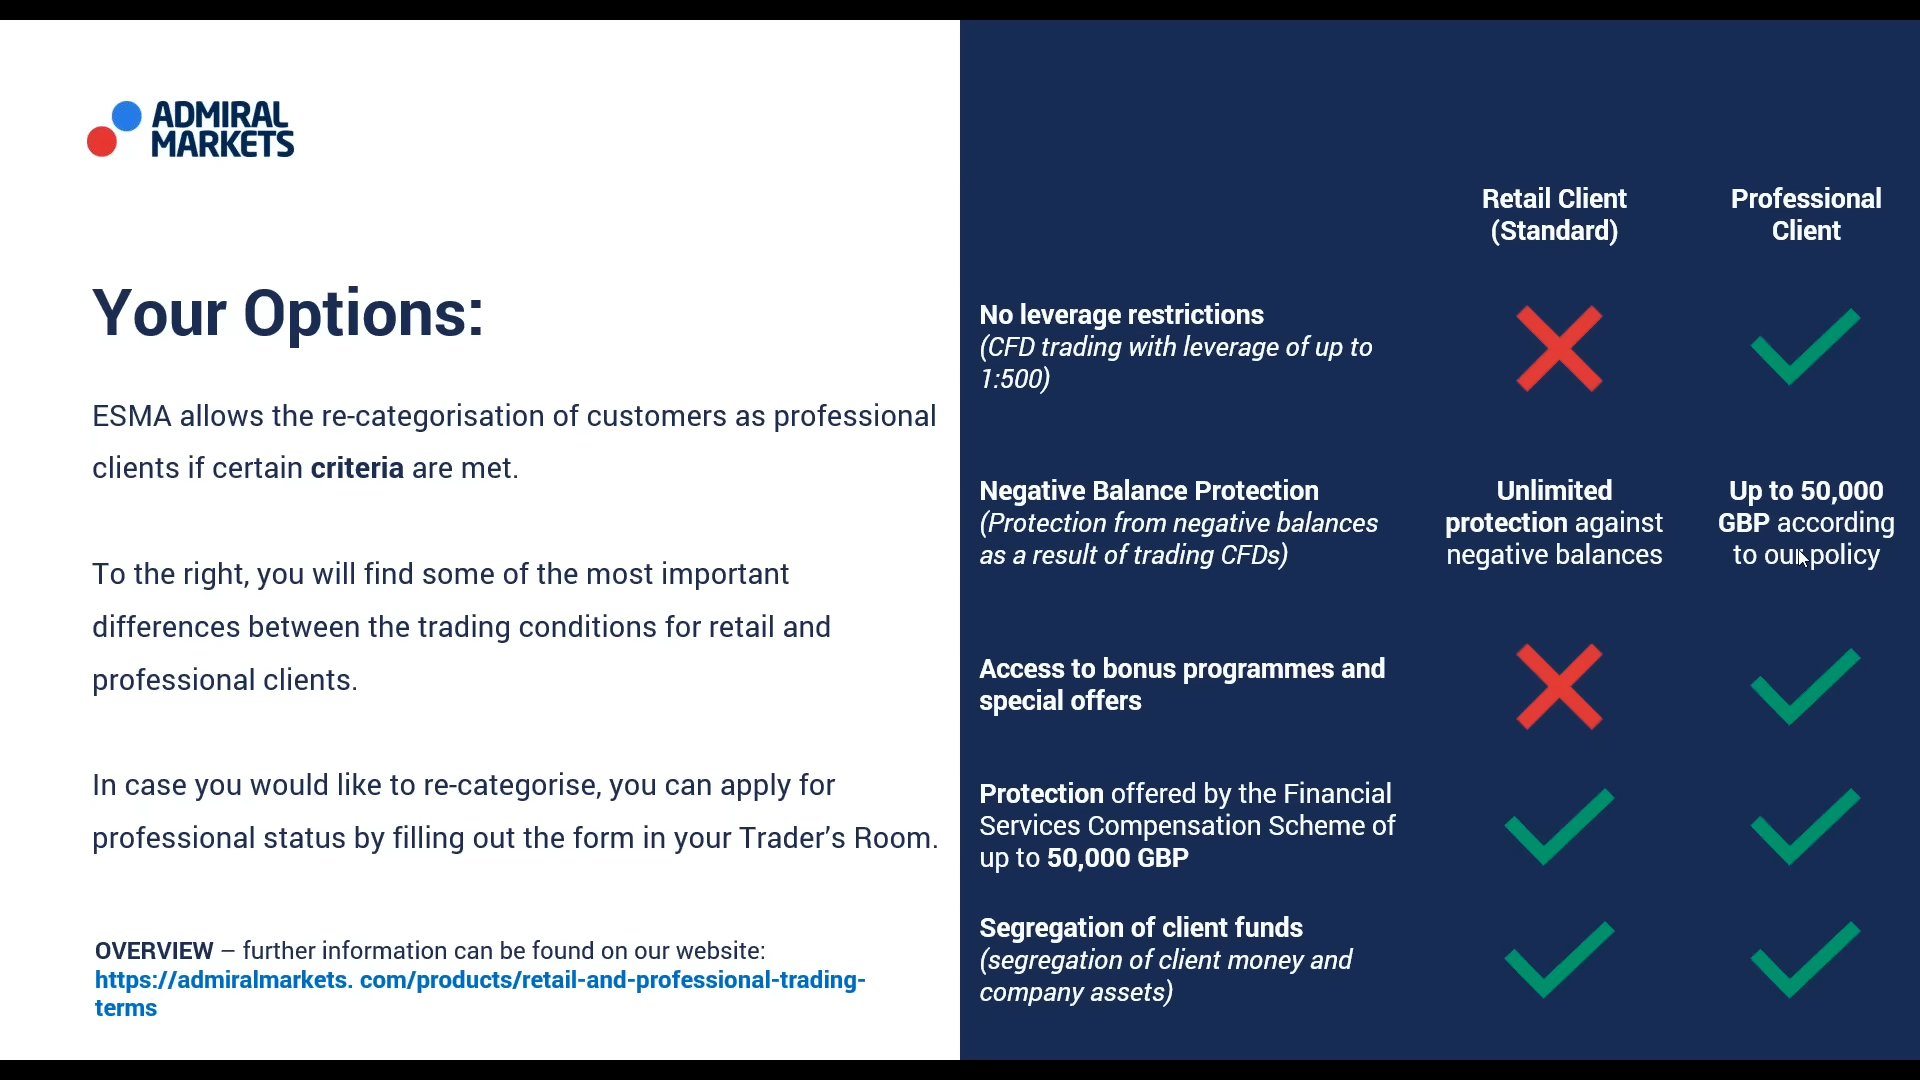 ADMIRAL
MARKETS
Your Options:
ESMA allows the re-categorisation of customers as professional
clients if certain criteria are met.
To the right, you will find some of the most important
differences between the trading conditions for retail and
professional clients.
In case you would like to re-categorise, you can apply for
professional status by filling out the form in your Trader’s Room.
OVERVIEW – further information can be found on our website:
https://admiralmarkets. com/products/retail-and-professional-trading-
terms
Retail Client
(Standard)
Professional
Client
No leverage restrictions
(CFD trading with leverage of up to
1:500)
Negative Balance Protection
(Protection from negative balances
as a result of trading CFDs)
Unlimited
protection against
negative balances
Up to 50,000
GBP according
to our policy
Access to bonus programmes and
special offers
Protection offered by the Financial
Services Compensation Scheme of
up to 50,000 GBP
Segregation of client funds
(segregation of client money and
company assets)